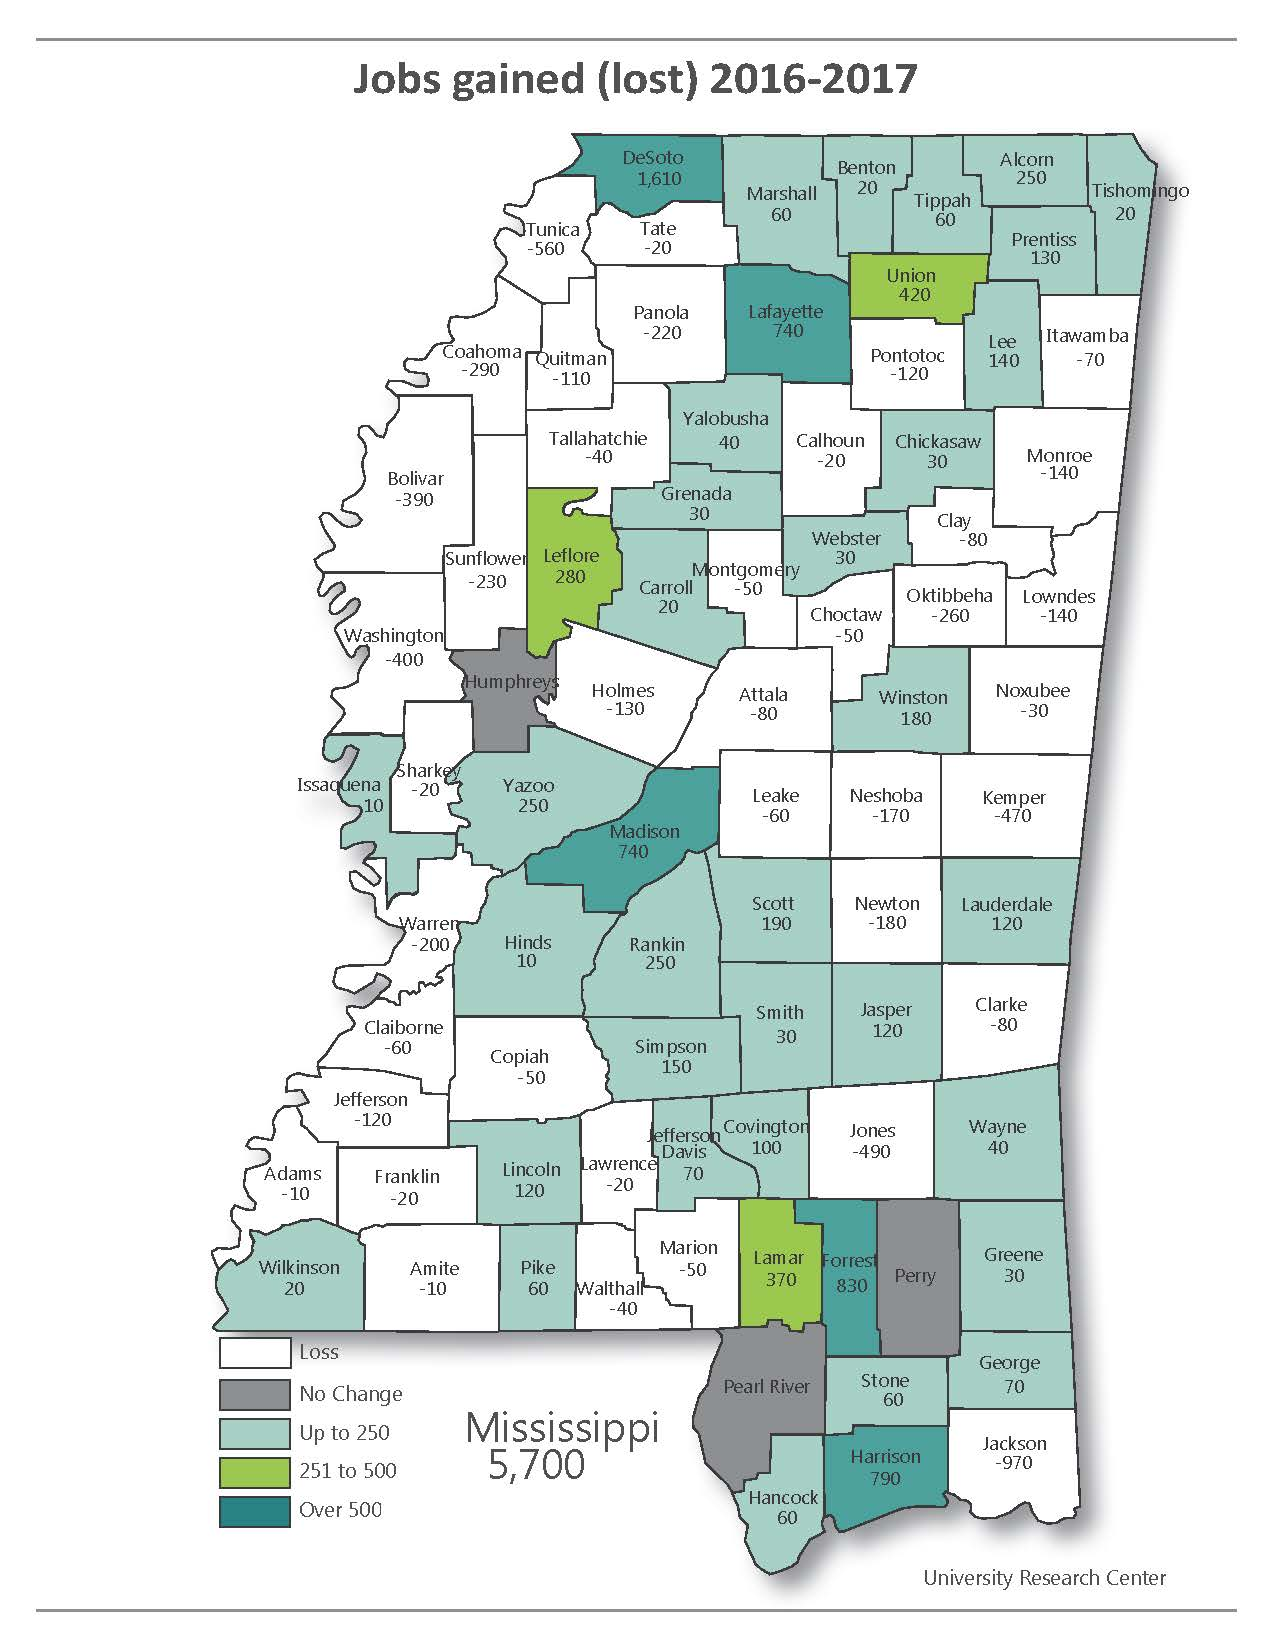 Jobs gained (lost) 2016-2017
DeSoto
1,610
Marshall
60
Benton
20
Tippah
60
Alcorn
250
Tishomingo
20
Prentiss
130
Tunica
-560
Tate
-20
Union
420
Panola
-220
Lafayette
740
Pontotoc
-120
Lee
140
Itawamba
-70
Coahoma
-290
Quitman
-110
Tallahatchie
-40
Yalobusha
40
Calhoun
-20
Chickasaw
30
Monroe
-140
Bolivar
-390
Grenada
30
Clay
-80
Sunflower
-230
Leflore
280
Carroll
20
Montgomery
-50
Webster
30
Choctaw
-50
Oktibbeha
-260
Lowndes
-140
Washington
-400
Humphreys
Holmes
-130
Attala
-80
Winston
180
Noxubee
-30
Issaquena
10
Sharkey
-20
Yazoo
250
Madison
740
Leake
-60
Neshoba
-170
Kemper
-470
Warren
-200
Hinds
10
Rankin
250
Scott
190
Newton
-180
Lauderdale
120
Claiborne
-60
Copiah
-50
Simpson
150
Smith
30
Jasper
120
Clarke
-80
Jefferson
-120
Adams
-10
Franklin
-20
Lincoln
120
Lawrence
-20
Jefferson
Davis
70
Covington
100
Jones
-490
Wayne
40
Wilkinson
20
Amite
-10
Pike
60
Walthall
-40
Marion
-50
Lamar
370
Forrest
830
Perry
Greene
30
Pearl River
Stone
60
George
70
Hancock
60
Harrison
790
Jackson
-970
Loss
No Change
Up to 250
251 to 500
Over 500
Mississippi
5,700
University Research Center